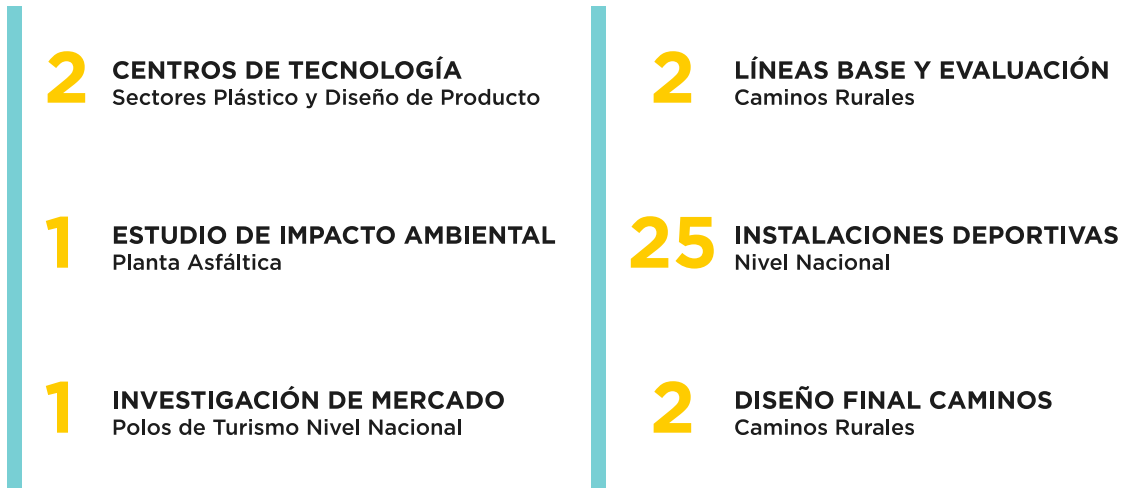 2
CENTROS DE TECNOLOGÍA
Sectores Plástico y Diseño de Producto
1
ESTUDIO DE IMPACTO AMBIENTAL
Planta Asfáltica
1
INVESTIGACIÓN DE MERCADO
Polos de Turismo Nivel Nacional
2
LÍNEAS BASE Y EVALUACIÓN
Caminos Rurales
25
INSTALACIONES DEPORTIVAS
Nivel Nacional
2
DISEÑO FINAL CAMINOS
Caminos Rurales